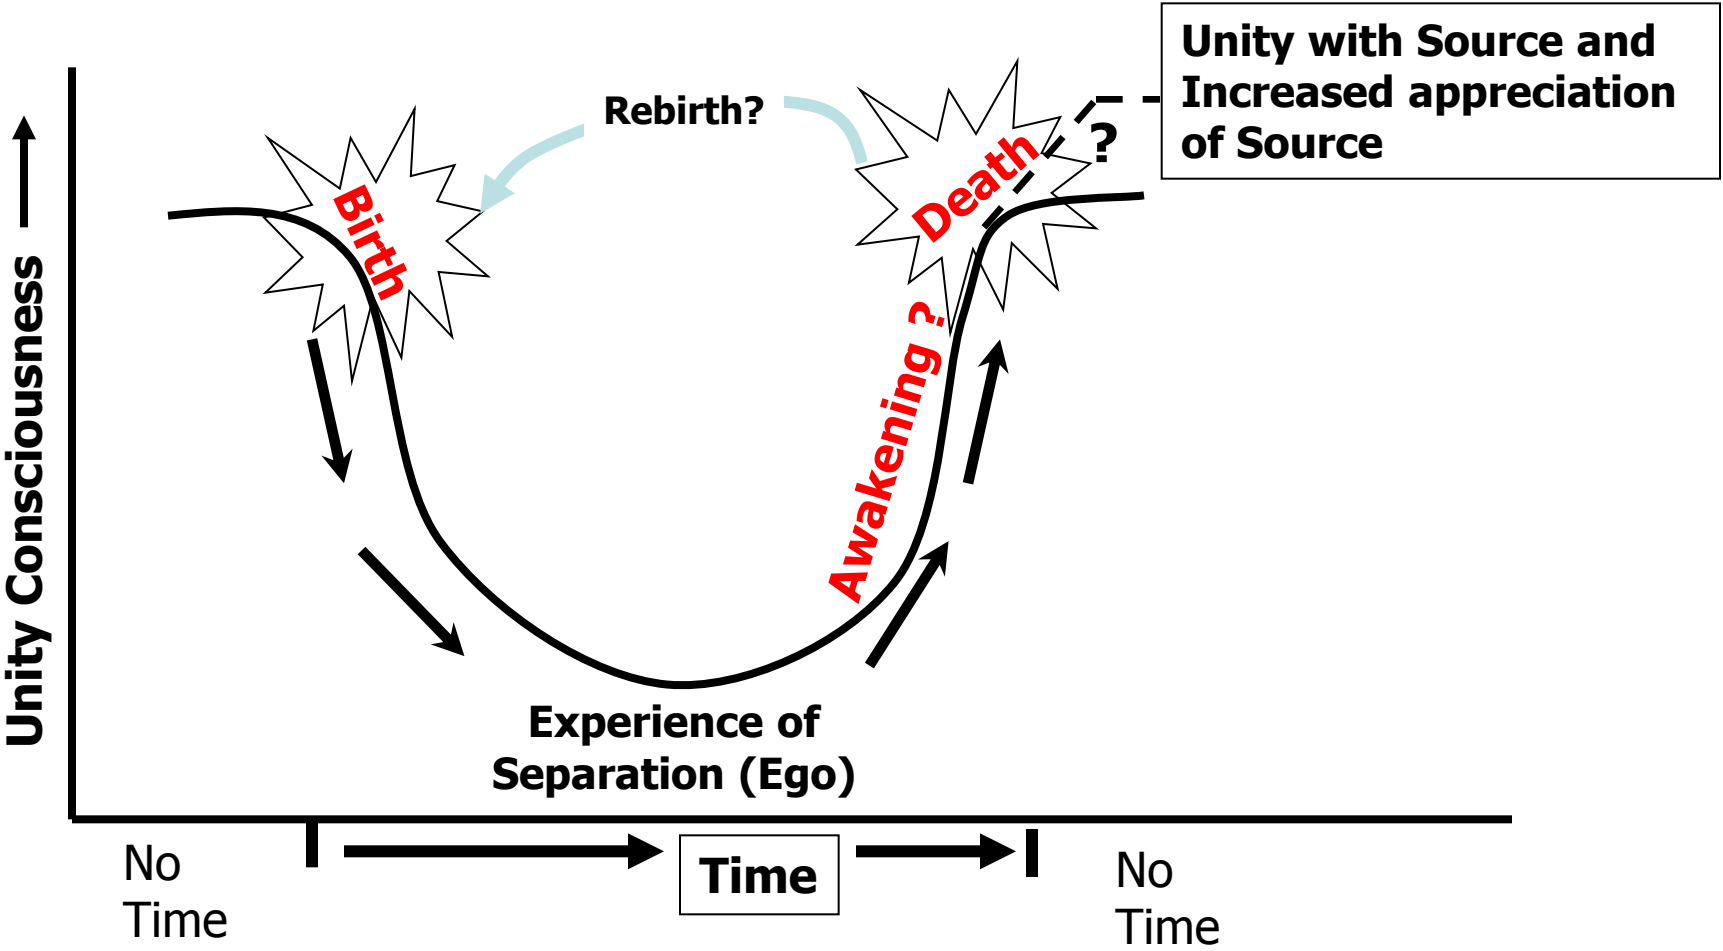 Unity with Source and
Increased appreciation
of Source
Rebirth?
?
Birth
Death
Awakening ?
Unity Consciousness
Experience of
Separation (Ego)
No
Time
Time
No
Time